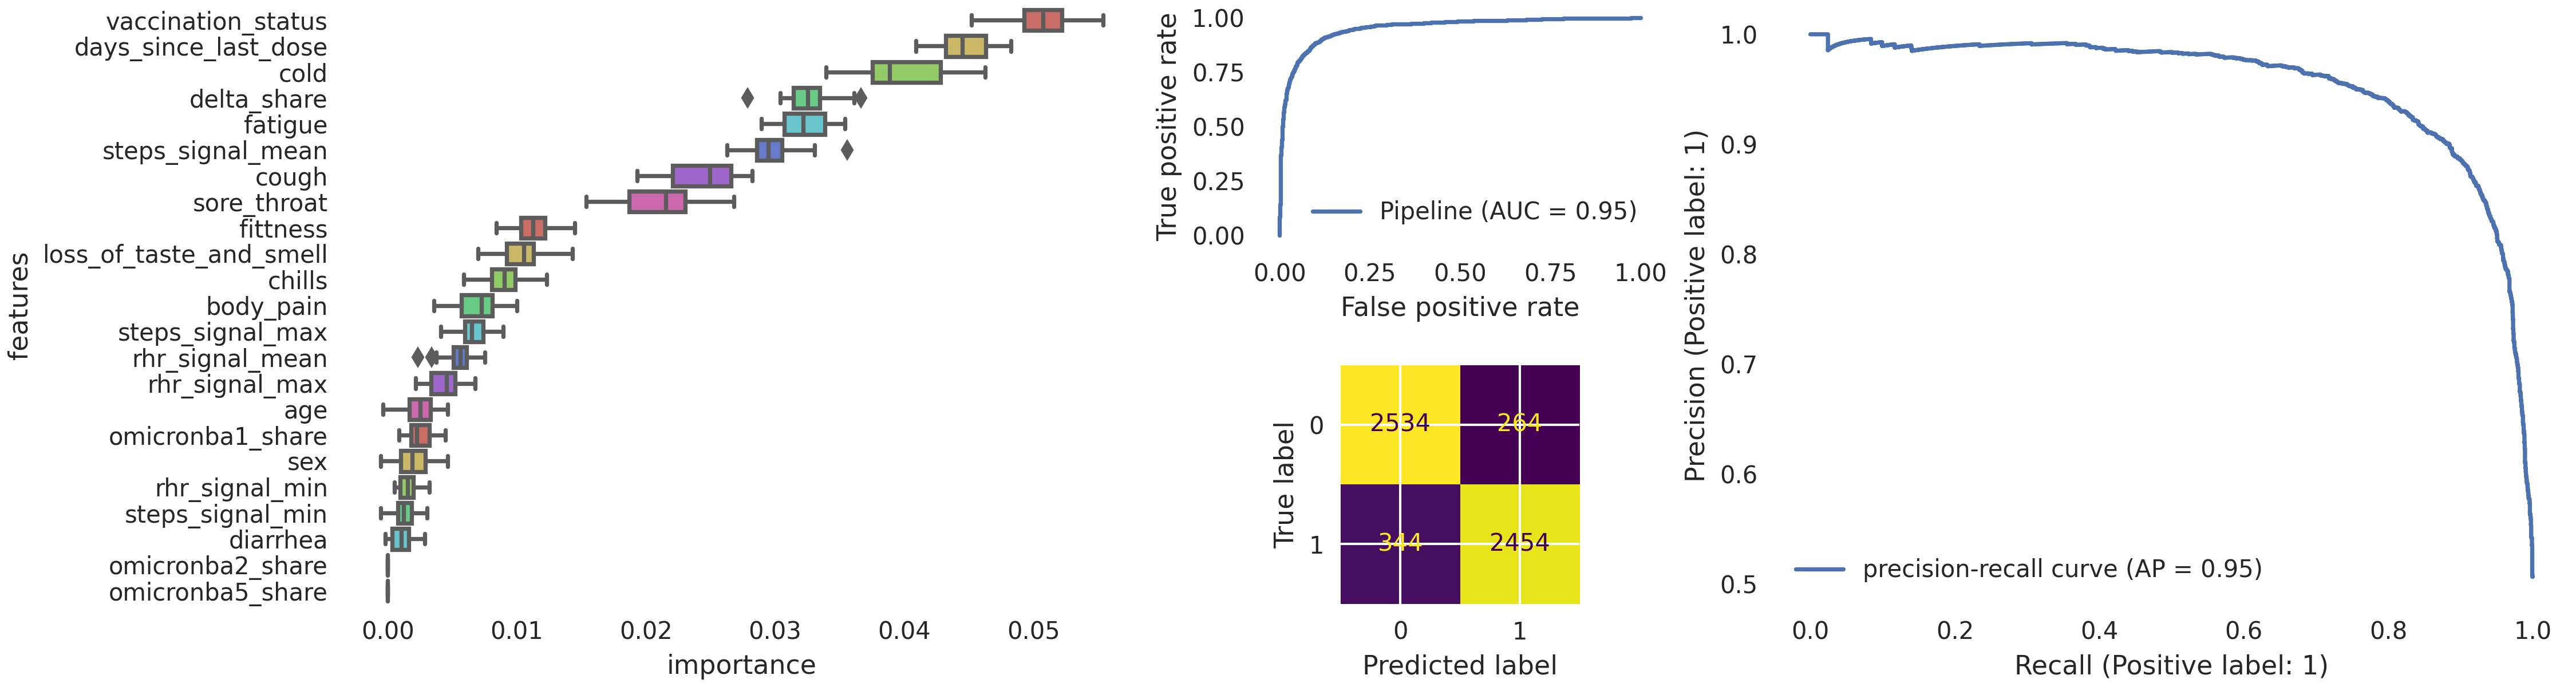 features
vaccination_status
days_since_last_dose
cold
delta_share
fatigue
steps_signal_mean
cough
sore_throat
fittness
loss_of_taste_and_smell
chills
body_pain
steps_signal_max
rhr_signal_mean
rhr_signal_max
age
omicronba1_share
sex
rhr_signal_min
steps_signal_min
diarrhea
omicronba2_share
omicronba5_share
0.00 0.01 0.02 0.03 0.04 0.05
importance
True positive rate
1.00
0.75
0.50
0.25
0.00
Pipeline (AUC = 0.95)
0.00 0.25 0.50 0.75 1.00
False positive rate
True label
0
1
2534 264
344 2454
0 1
Predicted label
Precision (Positive label: 1)
1.0
0.9
0.8
0.7
0.6
0.5
precision-recall curve (AP = 0.95)
0.0 0.2 0.4 0.6 0.8 1.0
Recall (Positive label: 1)